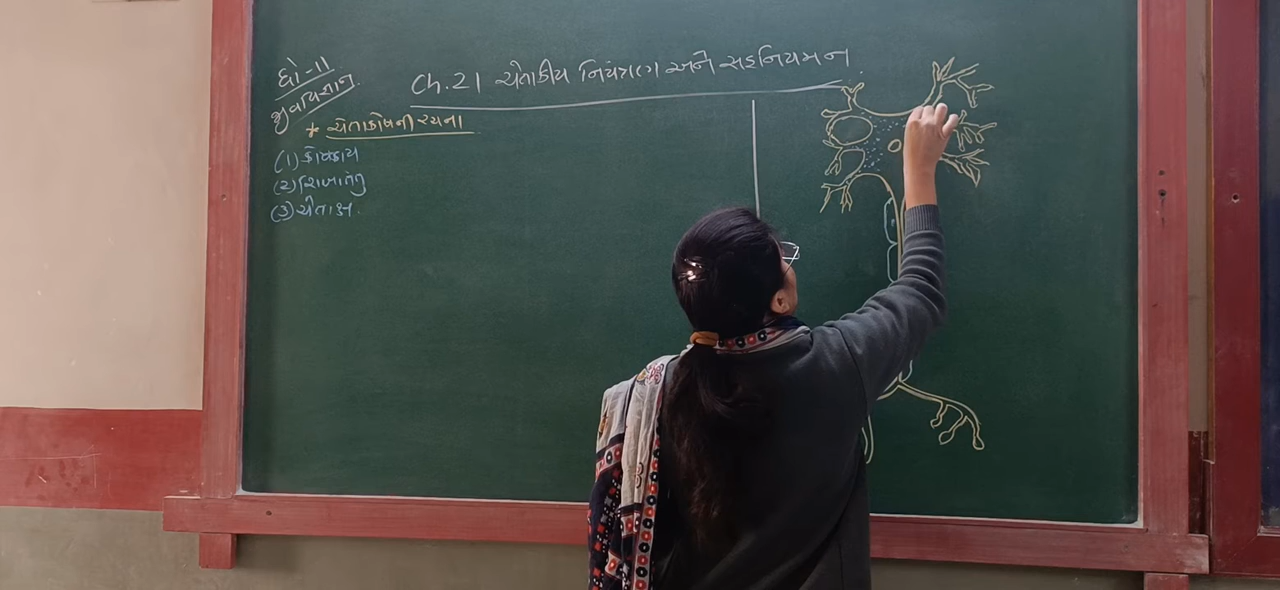 ધો-11
જીવવિજ્ઞાન
Ch.21 ચેતાકીય નિયંત્રણ અને સહનિયમન
* ચેતાકોષની રચના
(1) કોષકાય
(2) શિખાતંતુ
(3) ચેતાક્ષ.